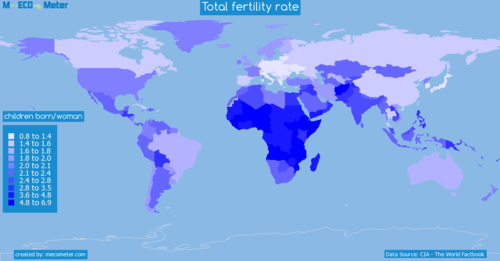 Total fertility rate
Meter
children born/woman
0.8 to 1.4
1.4 to 1.6
1.6 to 1.8
1.8 to 2.0
2.0 to 2.1
2.1 to 2.4
2.4 to 2.8
2.8 to 3.5
3.6 to 4.8
4.8 to 6.9
created by: mecometer.com
Data Source: CIA - The World Factbook